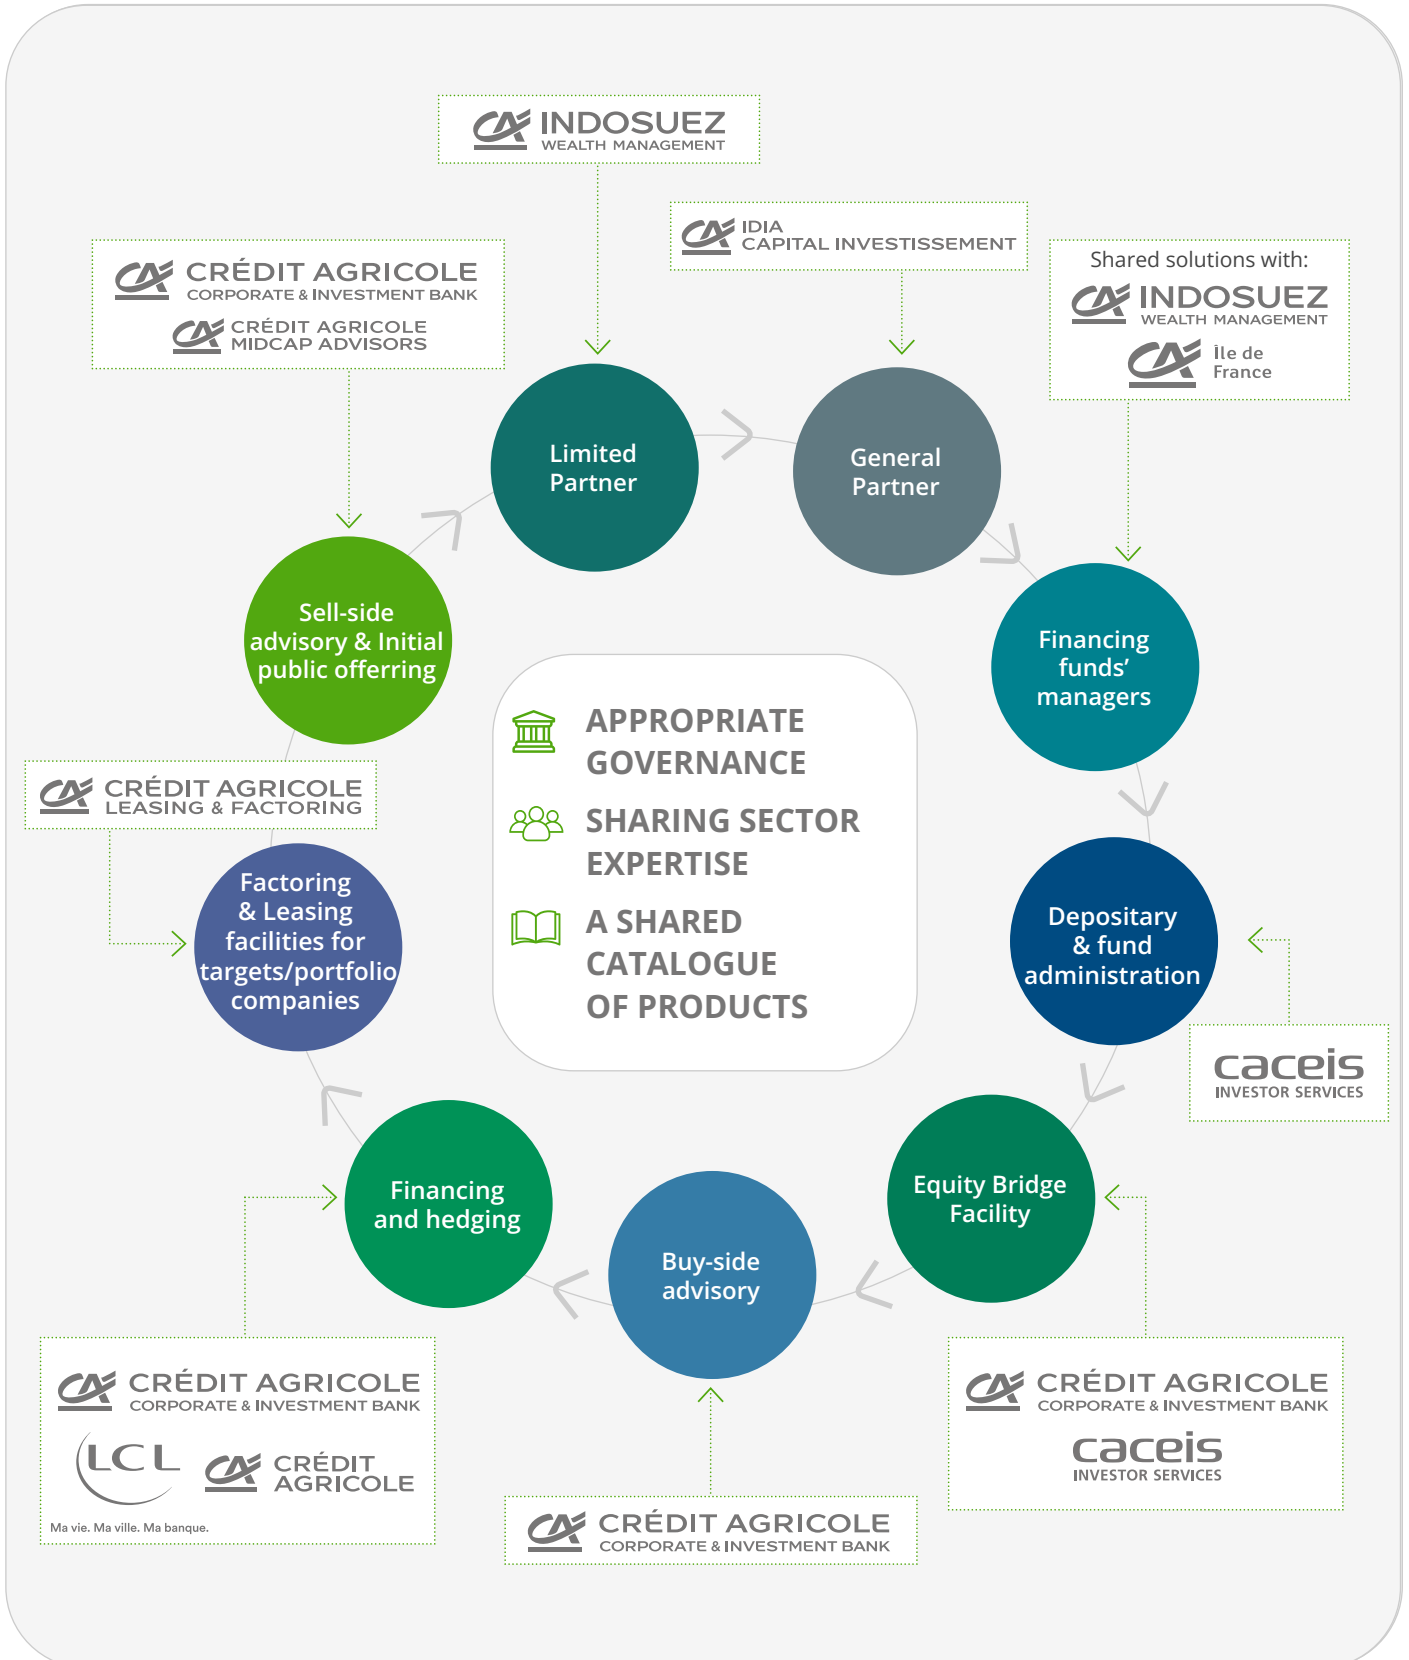 INDOSUEZ
WEALTH MANAGEMENT
IDIA
CAPITAL INVESTISSEMENT
CRÉDIT AGRICOLE
CORPORATE & INVESTMENT BANK
CRÉDIT AGRICOLE
MIDCAP ADVISORS
Shared solutions with:
INDOSUEZ
WEALTH MANAGEMENT
Île de
France
Limited
Partner
General
Partner
Sell-side
advisory & Initial
public offerring
Financing
funds’
managers
APPROPRIATE
GOVERNANCE
SHARING SECTOR
EXPERTISE
A SHARED
CATALOGUE
OF PRODUCTS
CRÉDIT AGRICOLE
LEASING & FACTORING
Factoring
& Leasing
facilities for
targets/portfolio
companies
Depositary
& fund
administration
caceis
INVESTOR SERVICES
Financing
and hedging
Equity Bridge
Facility
Buy-side
advisory
CRÉDIT AGRICOLE
CORPORATE & INVESTMENT BANK
LCL
CRÉDIT
AGRICOLE
Ma vie. Ma ville. Ma banque.
CRÉDIT AGRICOLE
CORPORATE & INVESTMENT BANK
CRÉDIT AGRICOLE
CORPORATE & INVESTMENT BANK
caceis
INVESTOR SERVICES